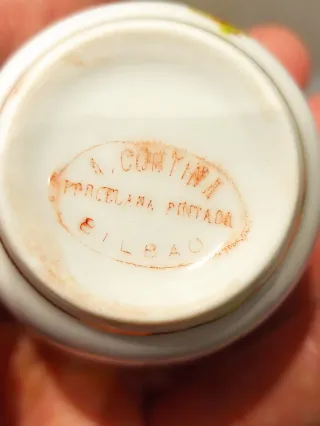 A. CORTINA
PORCELANA PINTADA
BILBAO